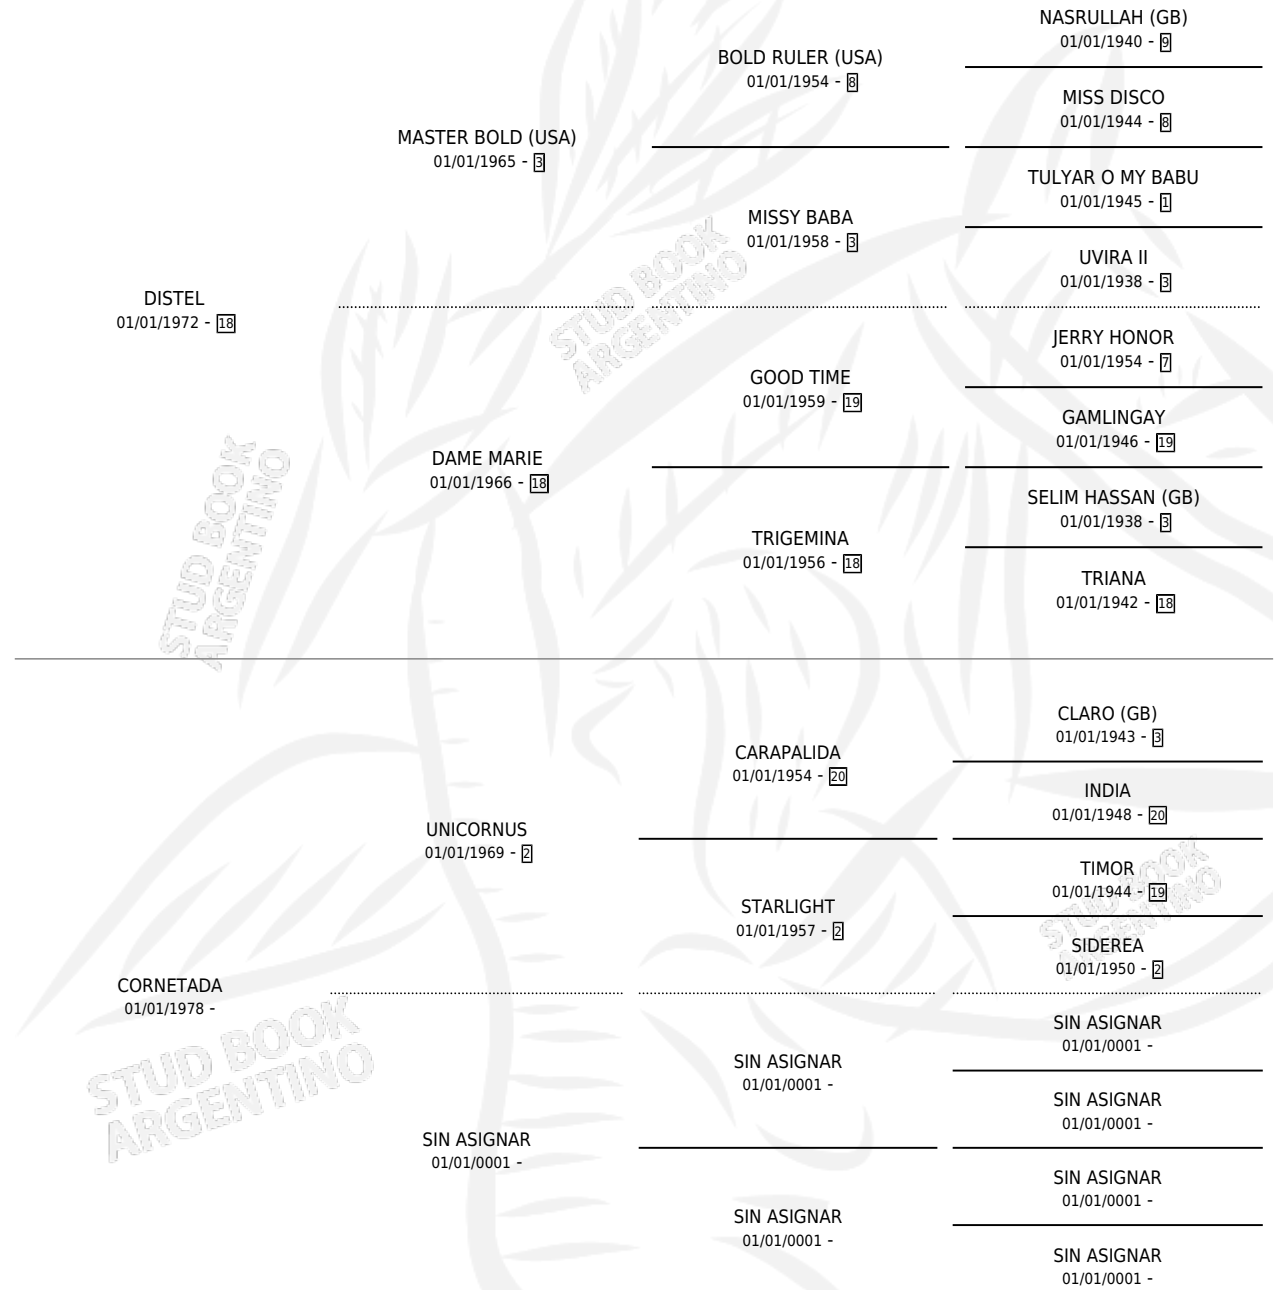 NASRULLAH (GB)
01/01/1940 - 9
BOLD RULER (USA)
01/01/1954 - 8
MISS DISCO
01/01/1944 - 8
MASTER BOLD (USA)
01/01/1965 - 3
TULYAR O MY BABU
01/01/1945 - 1
MISSY BABA
01/01/1958 - 3
UVIRA II
01/01/1938 - 3
DISTEL
01/01/1972 - 18
JERRY HONOR
01/01/1954 - 7
GOOD TIME
01/01/1959 - 19
GAMLINGAY
01/01/1946 - 19
DAME MARIE
01/01/1966 - 18
SELIM HASSAN (GB)
01/01/1938 - 3
TRIGEMINA
01/01/1956 - 18
TRIANA
01/01/1942 - 18
STUD BOOK
ARGENTINO
STUD BOOK
ARGENTINO
CLARO (GB)
01/01/1943 - 3
CARAPALIDA
01/01/1954 - 20
INDIA
01/01/1948 - 20
UNICORNUS
01/01/1969 - 2
TIMOR
01/01/1944 - 19
STARLIGHT
01/01/1957 - 2
SIDEREA
01/01/1950 - 2
CORNETADA
01/01/1978 -
SIN ASIGNAR
01/01/0001 -
SIN ASIGNAR
01/01/0001 -
SIN ASIGNAR
01/01/0001 -
SIN ASIGNAR
01/01/0001 -
SIN ASIGNAR
01/01/0001 -
SIN ASIGNAR
01/01/0001 -
SIN ASIGNAR
01/01/0001 -
STUD BOOK
ARGENTINO
STUD BOOK
ARGENTINO